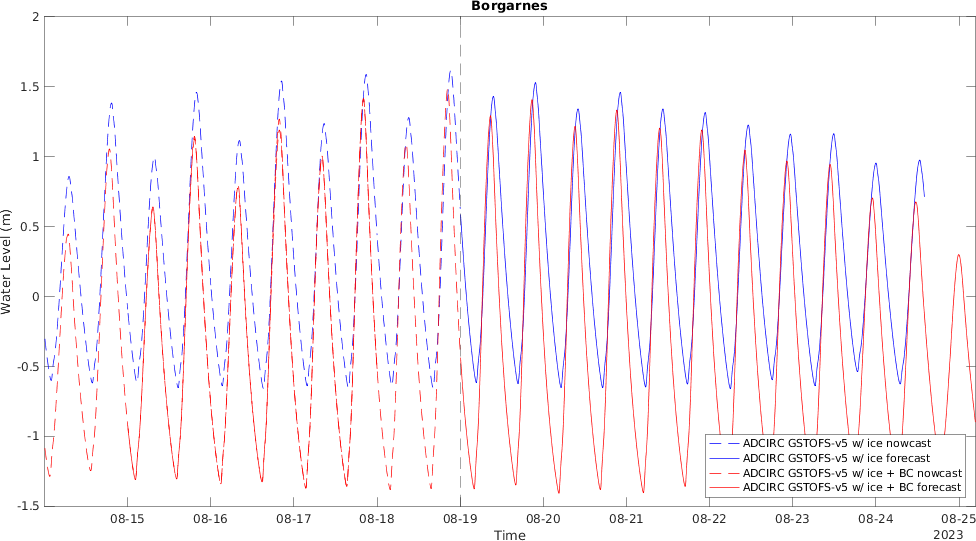 Borgarnes
2
1.5
1
0.5
0
-0.5
-1
-1.5
Water Level (m)
ADCIRC GSTOFS-v5 w/ ice nowcast
ADCIRC GSTOFS-v5 w/ ice forecast
ADCIRC GSTOFS-v5 w/ ice + BC nowcast
ADCIRC GSTOFS-v5 w/ ice + BC forecast
08-15 08-16 08-17 08-18 08-19 08-20 08-21 08-22 08-23 08-24 08-25
Time
2023